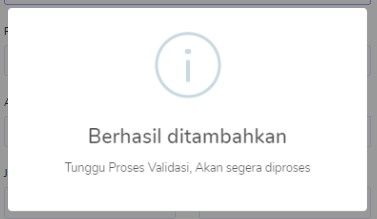 Berhasil ditambahkan
Tunggu Proses Validasi, Akan segera diproses